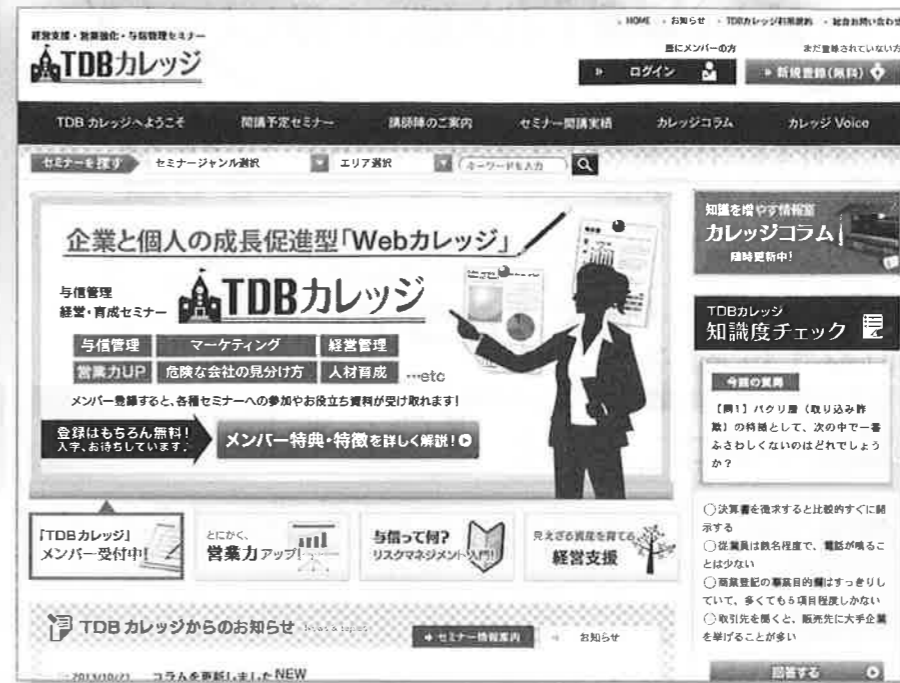 HOME お知らせ TDBカレッジ利用規約 総合お問い合わせ
経営支援・営業強化・与信管理セミナー
TDBカレッジ
既にメンバーの方
まだ登録されていない方
ログイン
新規登録(無料)
TDB カレッジへようこそ 開講予定セミナー 講師陣のご案内 セミナー開講実績 カレッジコラム カレッジ Voice
セミナーを探す セミナージャンル選択 エリア選択 キーワードを入力
企業と個人の成長促進型「Webカレッジ」
与信管理
経営・育成セミナー
TDBカレッジ
与信管理 マーケティング 経営管理
営業力UP 危険な会社の見分け方 人材育成 …etc
メンバー登録すると、各種セミナーへの参加やお役立ち資料が受け取れます!
登録はもちろん無料!
入学、お待ちしています。
メンバー特典・特徴を詳しく解説!
知識を増やす情報室
カレッジコラム
随時更新中!
TDBカレッジ
知識度チェック
今回の質問
【問1】パクリ屋(取り込み詐
欺)の特徴として、次の中で一番
ふさわしくないのはどれでしょう
か?
○決算書を徴求すると比較的すぐに開
示する
○従業員は数名程度で、電話が鳴るこ
とは少ない
○商業登記の事業目的欄はすっきりし
ていて、多くても5項目程度しかない
○取引先を聞くと、販売先に大手企業
を挙げることが多い
回答する
「TDBカレッジ」
メンバー受付中!
とにかく、
営業力アップ!
与信って何?
リスクマネジメント入門!
見えざる資産を育てる
経営支援
TDB カレッジからのお知らせ News & topics
セミナー情報案内 お知らせ
2013/10/21 コラムを更新しました NEW